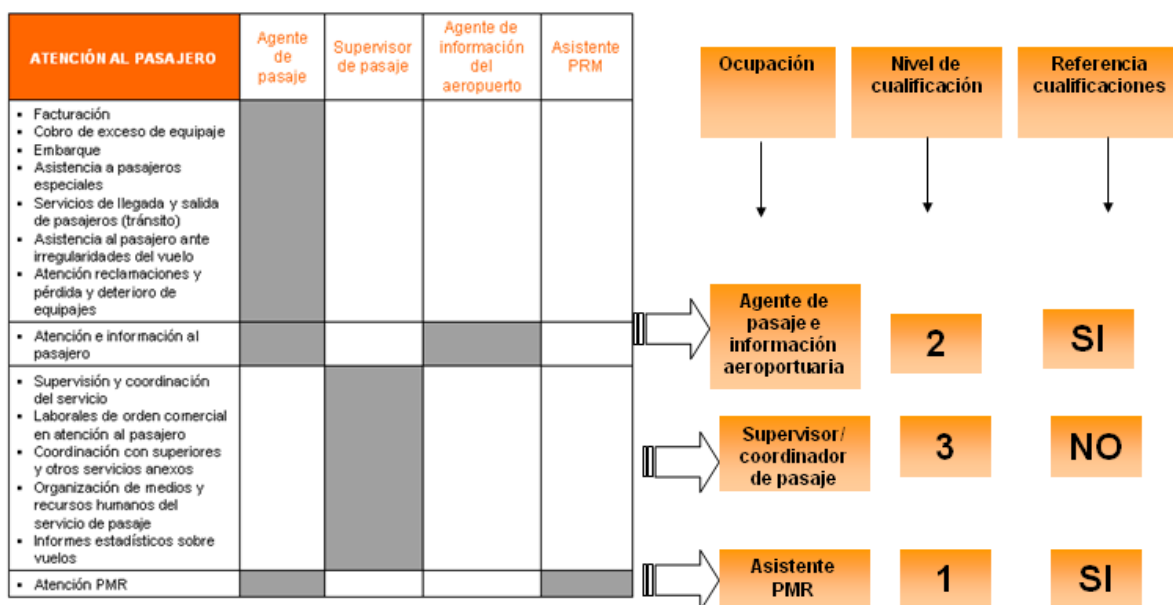 ATENCIÓN AL PASAJERO
Agente
de
pasaje
Supervisor
de pasaje
Agente de
información
del
aeropuerto
Asistente
PRM
▪ Facturación
▪ Cobro de exceso de equipaje
▪ Embarque
▪ Asistencia a pasajeros
especiales
▪ Servicios de llegada y salida
de pasajeros (tránsito)
▪ Asistencia al pasajero ante
irregularidades del vuelo
▪ Atención reclamaciones y
pérdida y deterioro de
equipajes
▪ Atención e información al
pasajero
▪ Supervisión y coordinación
del servicio
▪ Laborales de orden comercial
en atención al pasajero
▪ Coordinación con superiores
y otros servicios anexos
▪ Organización de medios y
recursos humanos del
servicio de pasaje
▪ Informes estadísticos sobre
vuelos
▪ Atención PMR
Ocupación
Nivel de
cualificación
Referencia
cualificaciones
Agente de
pasaje e
información
aeroportuaria
2
SI
Supervisor/
coordinador
de pasaje
3
NO
Asistente
PMR
1
SI